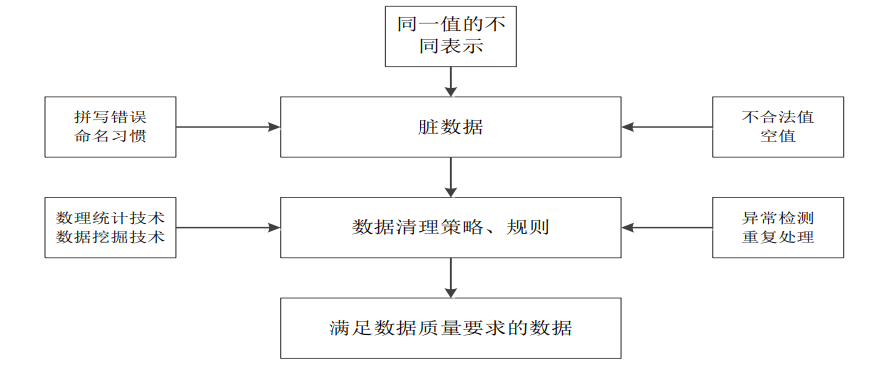 同一值的不
同表示
拼写错误
命名习惯
脏数据
不合法值
空值
数理统计技术
数据挖掘技术
数据清理策略、规则
异常检测
重复处理
满足数据质量要求的数据